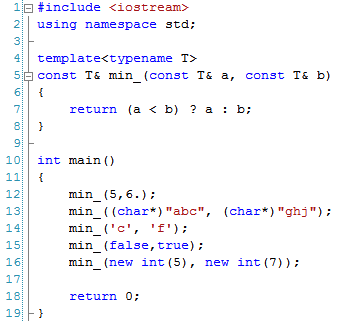 1 #include <iostream>
2 using namespace std;
3
4 template<typename T>
5 const T& min_(const T& a, const T& b)
6 {
7     return (a < b) ? a : b;
8 }
9
10 int main()
11 {
12     min_(5,6.);
13     min_((char*)"abc", (char*)"ghj");
14     min_('c', 'f');
15     min_(false,true);
16     min_(new int(5), new int(7));
17
18     return 0;
19 }